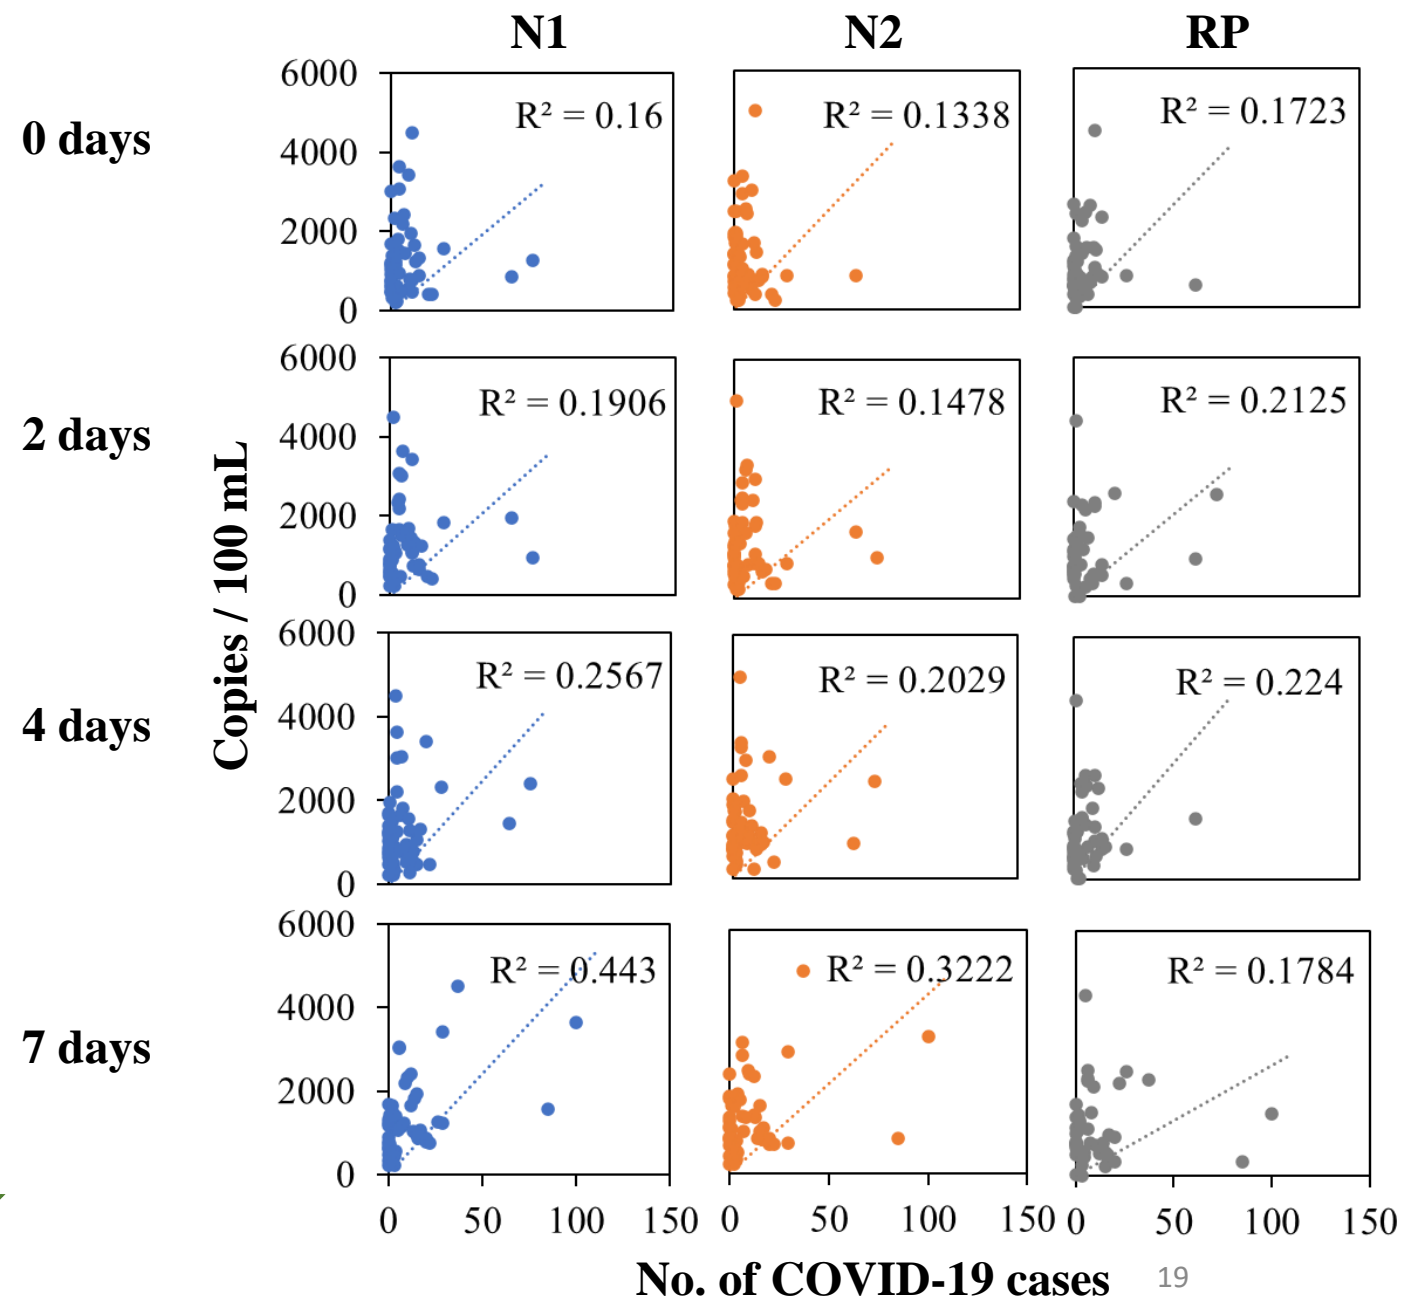 N1 N2 RP
0 days
6000
4000
2000
0
R² = 0.16
R² = 0.1338
R² = 0.1723
2 days
6000
4000
2000
0
R² = 0.1906
R² = 0.1478
R² = 0.2125
Copies / 100 mL
4 days
6000
4000
2000
0
R² = 0.2567
R² = 0.2029
R² = 0.224
7 days
6000
4000
2000
0
R² = 0.443
R² = 0.3222
R² = 0.1784
0 50 100 150
0 50 100 150
0 50 100 150
No. of COVID-19 cases
19